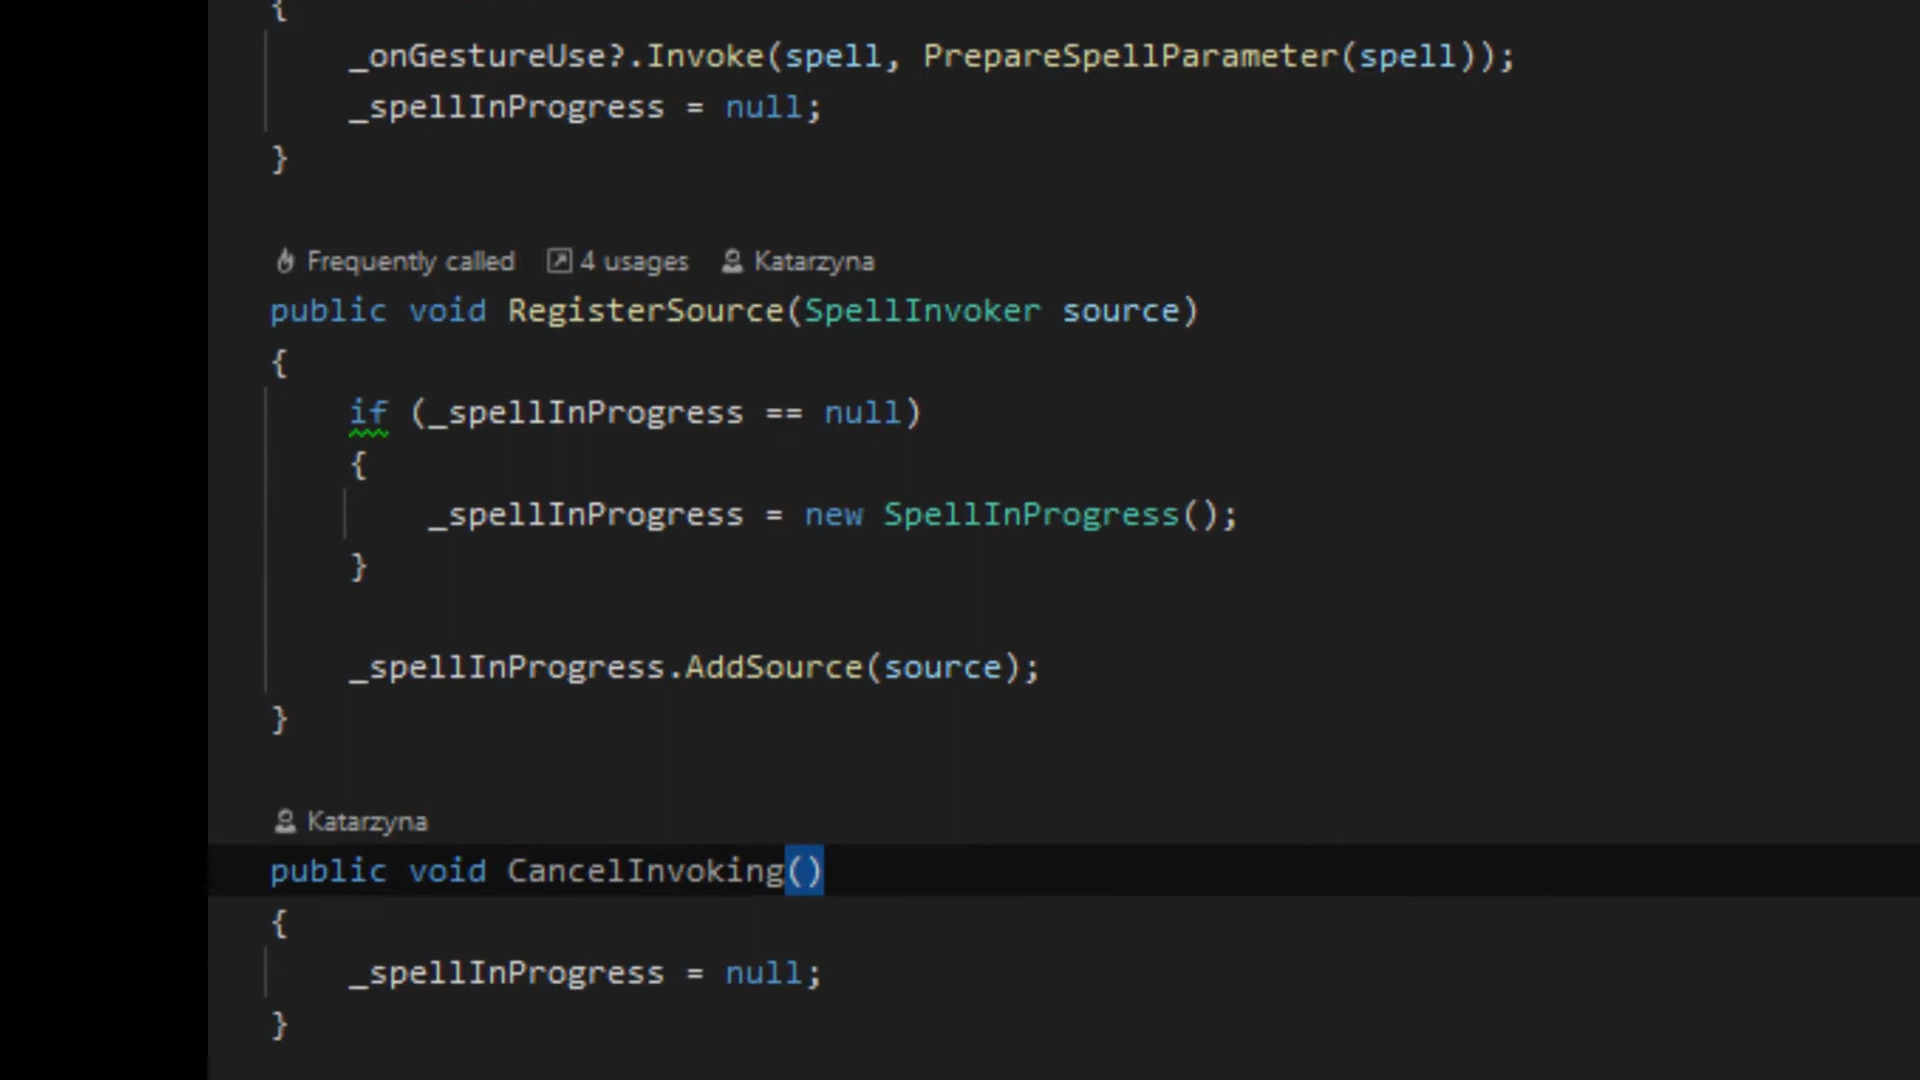 {
_onGestureUse?.Invoke(spell, PrepareSpellParameter(spell));
_spellInProgress = null;
}
Frequently called 4 usages Katarzyna
public void RegisterSource(SpellInvoker source)
{
if (_spellInProgress == null)
{
_spellInProgress = new SpellInProgress();
}
_spellInProgress.AddSource(source);
}
Katarzyna
public void CancelInvoking()
{
_spellInProgress = null;
}